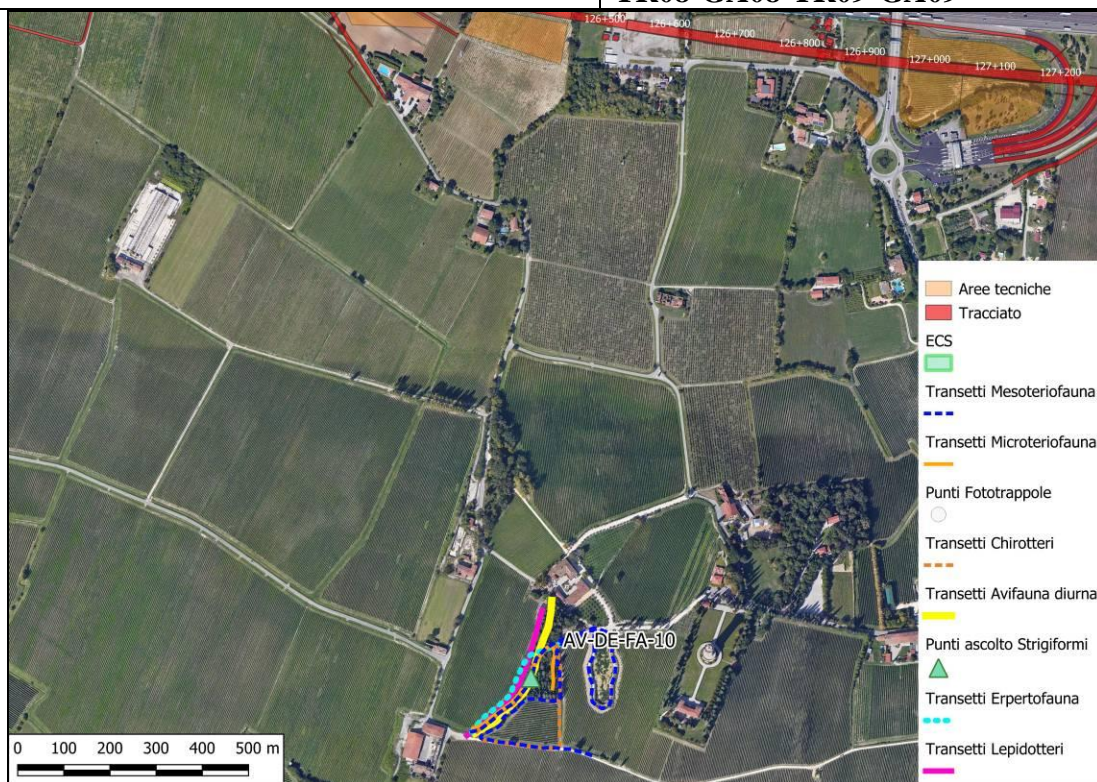 126+500
126+600
126+700
126+800
126+900
127+000
127+100
127+200
Aree tecniche
Tracciato
ECS
Transetti Mesoteriofauna
Transetti Microteriofauna
Punti Fototrappole
Transetti Chirotteri
Transetti Avifauna diurna
AV-DE-FA-10
Punti ascolto Strigiformi
Transetti Erpertofauna
Transetti Lepidotteri
0 100 200 300 400 500 m